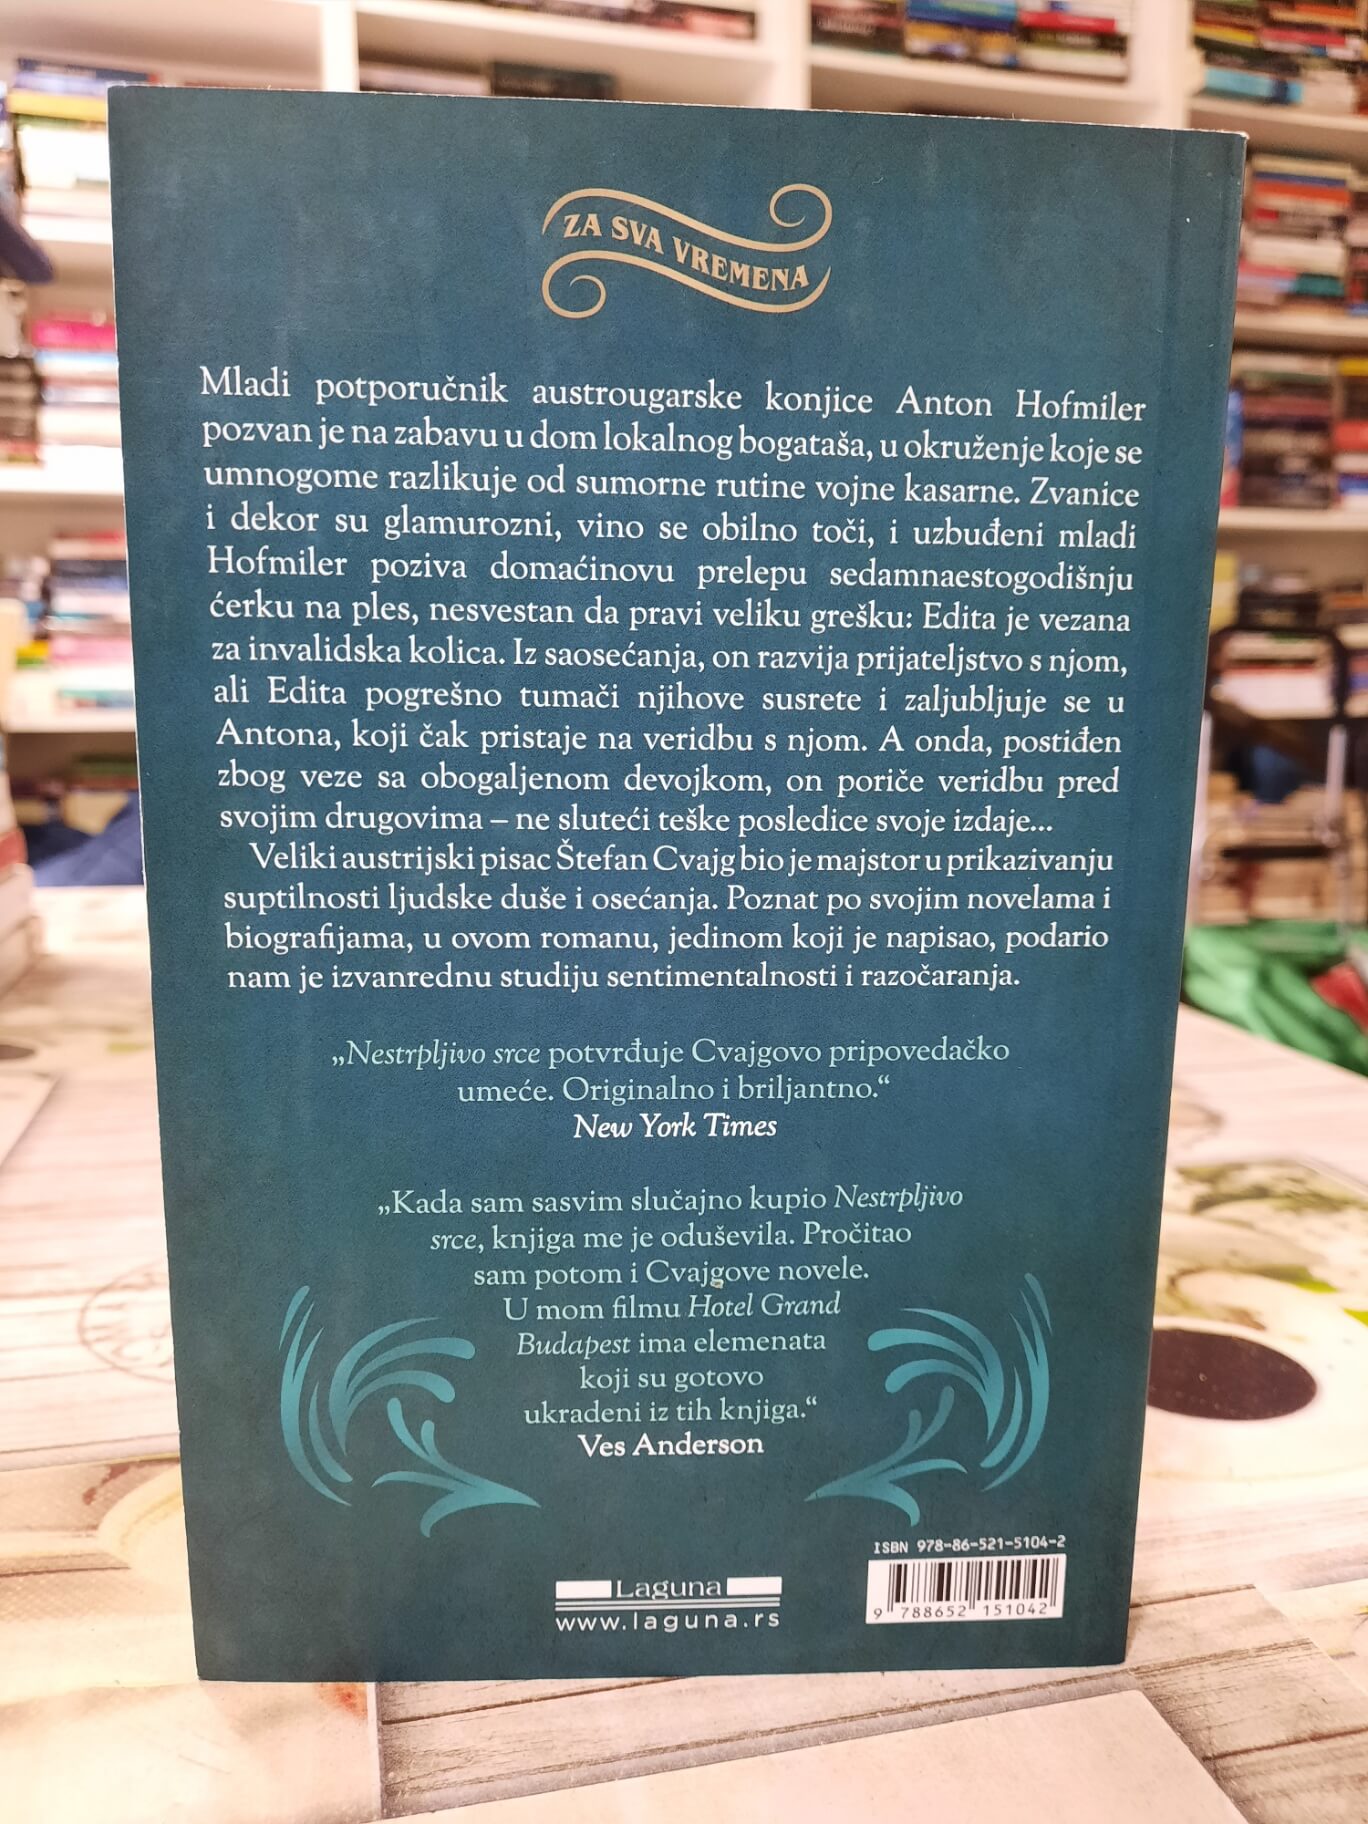 ZA SVA VREMENA
Mladi potporučnik austrougarske konjice Anton Hofmiler
pozvan je na zabavu u dom lokalnog bogataša, u okruženje koje se
umnogome razlikuje od sumorne rutine vojne kasarne. Zvanice
i dekor su glamurozni, vino se obilno toči, i uzbuđeni mladi
Hofmiler poziva domaćinovu prelepu sedamnaestogodišnju
ćerku na ples, nesvestan da pravi veliku grešku: Edita je vezana
za invalidska kolica. Iz saosećanja, on razvija prijateljstvo s njom,
ali Edita pogrešno tumači njihove susrete i zaljubljuje se u
Antona, koji čak pristaje na veridbu s njom. A onda, postiđen
zbog veze sa obogaljenom devojkom, on poriče veridbu pred
svojim drugovima – ne sluteći teške posledice svoje izdaje...
Veliki austrijski pisac Štefan Cvajg bio je majstor u prikazivanju
suptilnosti ljudske duše i osećanja. Poznat po svojim novelama i
biografijama, u ovom romanu, jedinom koji je napisao, podario
nam je izvanrednu studiju sentimentalnosti i razočaranja.
„Nestrpljivo srce potvrđuje Cvajgovo pripovedačko
umeće. Originalno i briljantno.“
New York Times
„Kada sam sasvim slučajno kupio Nestrpljivo
srce, knjiga me je oduševila. Pročitao
sam potom i Cvajgove novele.
U mom filmu Hotel Grand
Budapest ima elemenata
koji su gotovo
ukradeni iz tih knjiga.“
Ves Anderson
ISBN 978-86-521-5104-2
Laguna
www.laguna.rs
9 788652 151042